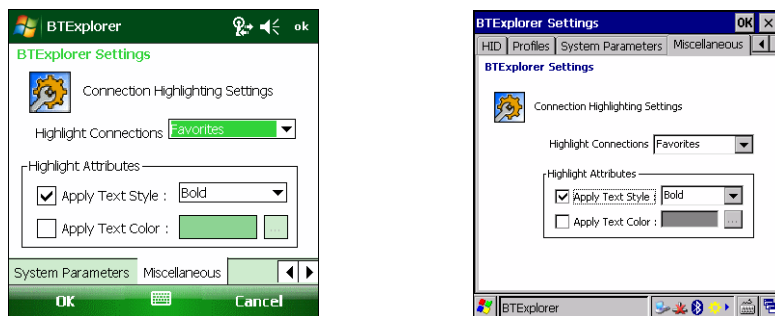 BTExplorer ok
BTExplorer Settings
Connection Highlighting Settings
Highlight Connections Favorites
Highlight Attributes
Apply Text Style : Bold
Apply Text Color : ...
System Parameters Miscellaneous
OK Cancel
BTExplorer Settings OK
HID Profiles System Parameters Miscellaneous
BTExplorer Settings
Connection Highlighting Settings
Highlight Connections Favorites
Highlight Attributes
Apply Text Style : Bold
Apply Text Color : ...
BTExplorer